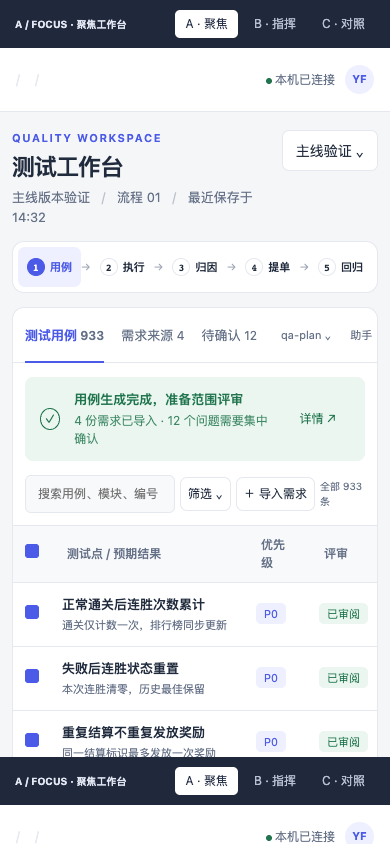 A / FOCUS · 聚焦工作台 A · 聚焦 B · 指挥 C · 对照
/ / 本机已连接 YF
QUALITY WORKSPACE
测试工作台
主线验证
主线版本验证 / 流程 01 / 最近保存于
14:32
1 用例 → 2 执行 → 3 归因 → 4 提单 → 5 回归
测试用例 933 需求来源 4 待确认 12 qa-plan 助手
用例生成完成，准备范围评审
4 份需求已导入 · 12 个问题需要集中
确认
详情 ↗
搜索用例、模块、编号 筛选 + 导入需求 全部 933
条
测试点 / 预期结果 优先
级 评审
正常通关后连胜次数累计
通关仅计数一次，排行榜同步更新
P0 已审阅
失败后连胜状态重置
本次连胜清零，历史最佳保留
P0 已审阅
重复结算不重复发放奖励
同一结算标识最多发放一次奖励
P0 已审阅
A / FOCUS · 聚焦工作台 A · 聚焦 B · 指挥 C · 对照
/ / 本机已连接 YF